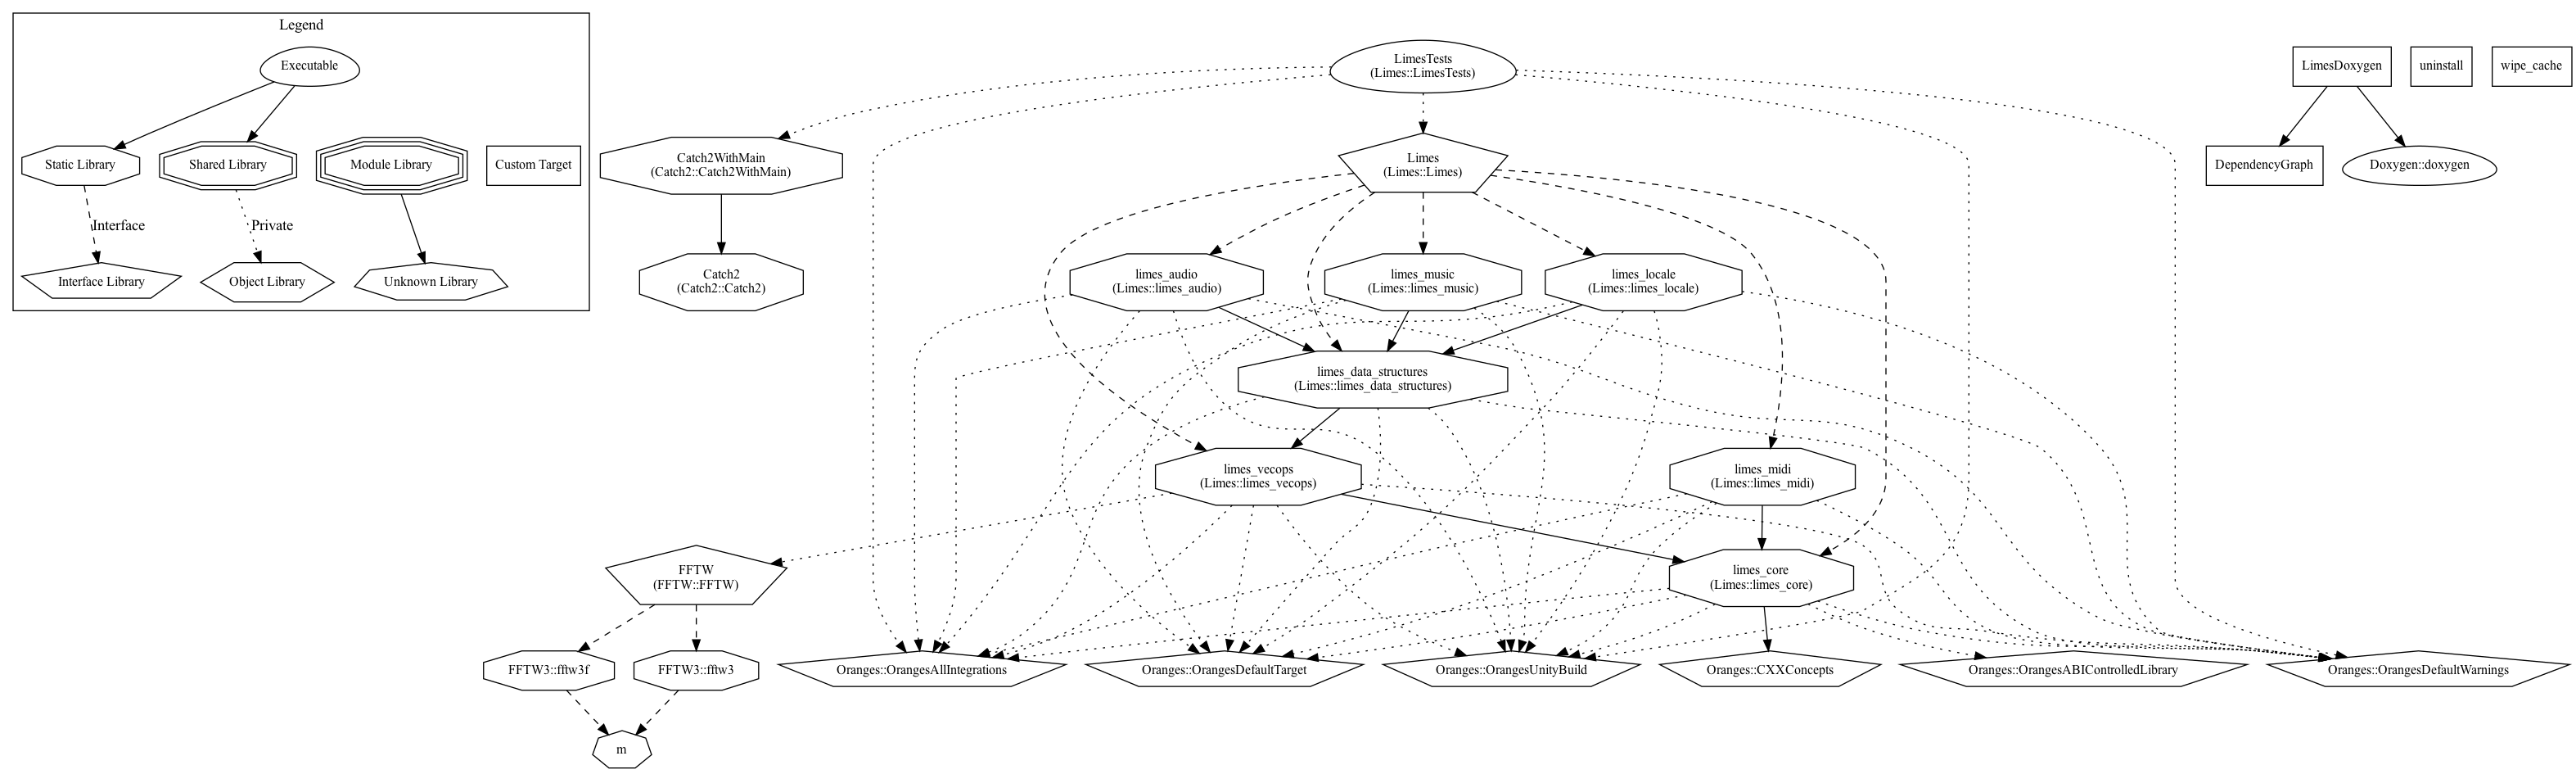 Legend
Executable
Static Library
Shared Library
Module Library
Custom Target
Interface
Private
Interface Library
Object Library
Unknown Library
LimesTests
(Limes::LimesTests)
LimesDoxygen
uninstall
wipe_cache
Catch2WithMain
(Catch2::Catch2WithMain)
Limes
(Limes::Limes)
DependencyGraph
Doxygen::doxygen
Catch2
(Catch2::Catch2)
limes_audio
(Limes::limes_audio)
limes_music
(Limes::limes_music)
limes_locale
(Limes::limes_locale)
limes_data_structures
(Limes::limes_data_structures)
limes_vecops
(Limes::limes_vecops)
limes_midi
(Limes::limes_midi)
FFTW
(FFTW::FFTW)
limes_core
(Limes::limes_core)
FFTW3::fftw3f
FFTW3::fftw3
Oranges::OrangesAllIntegrations
Oranges::OrangesDefaultTarget
Oranges::OrangesUnityBuild
Oranges::CXXConcepts
Oranges::OrangesABIControlledLibrary
Oranges::OrangesDefaultWarnings
m